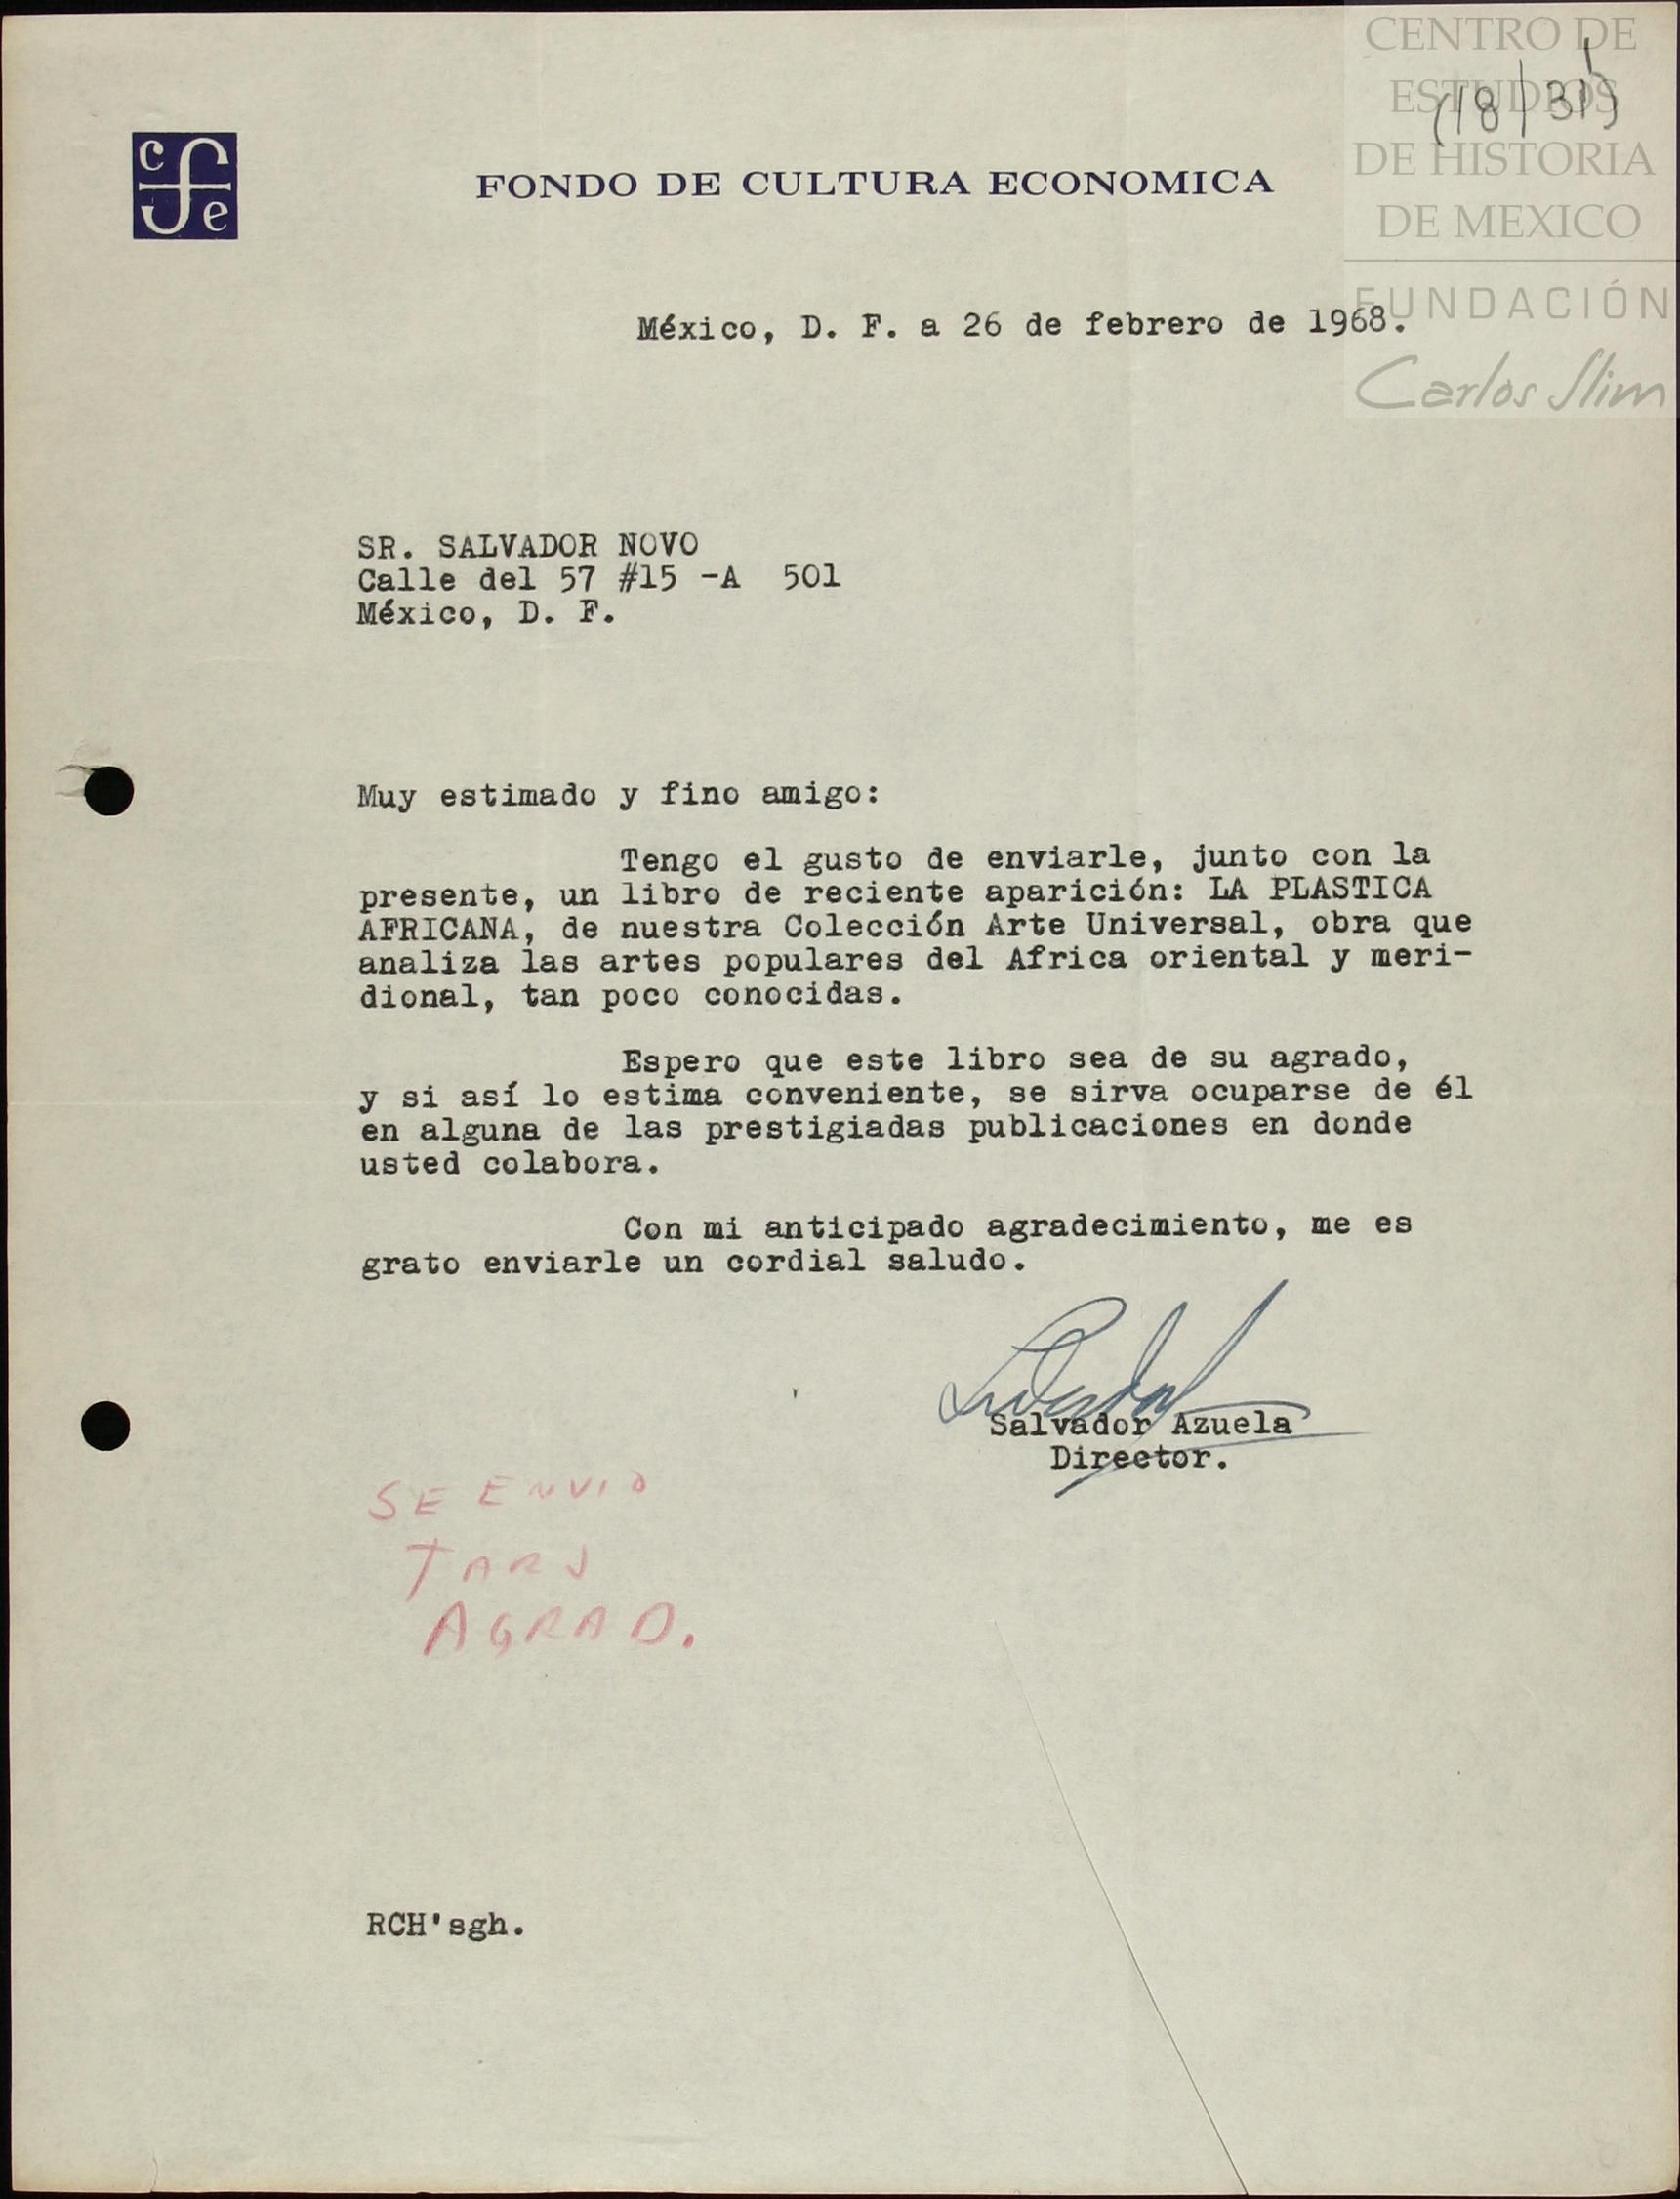 CENTRO DE
ESTUDIOS
DE HISTORIA
DE MEXICO
FUNDACIÓN
Carlos Slim
(18/31)
cfe
FONDO DE CULTURA ECONOMICA
México, D. F. a 26 de febrero de 1968.
SR. SALVADOR NOVO
Calle del 57 #15 -A 501
México, D. F.
Muy estimado y fino amigo:
Tengo el gusto de enviarle, junto con la
presente, un libro de reciente aparición: LA PLASTICA
AFRICANA, de nuestra Colección Arte Universal, obra que
analiza las artes populares del Africa oriental y meri-
dional, tan poco conocidas.
Espero que este libro sea de su agrado,
y si así lo estima conveniente, se sirva ocuparse de él
en alguna de las prestigiadas publicaciones en donde
usted colabora.
Con mi anticipado agradecimiento, me es
grato enviarle un cordial saludo.
Salvador Azuela
Director.
SE ENVIO
TARJ
AGRAD.
RCH'sgh.